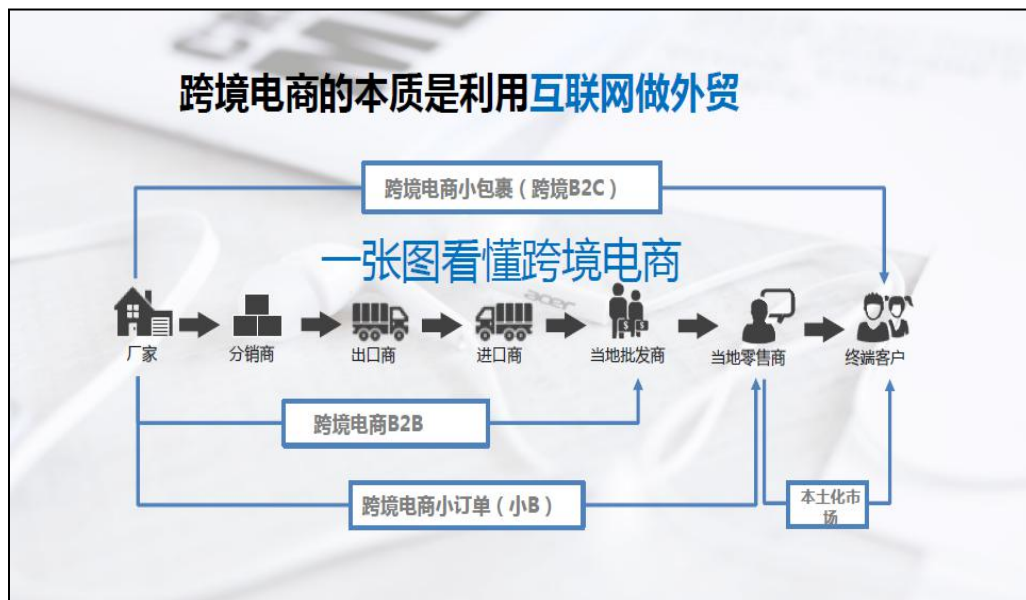 跨境电商的本质是利用互联网做外贸
跨境电商小包裹（跨境B2C）
一张图看懂跨境电商
acer
厂家
分销商
出口商
进口商
当地批发商
当地零售商
终端客户
跨境电商B2B
跨境电商小订单（小B）
本土化市
场